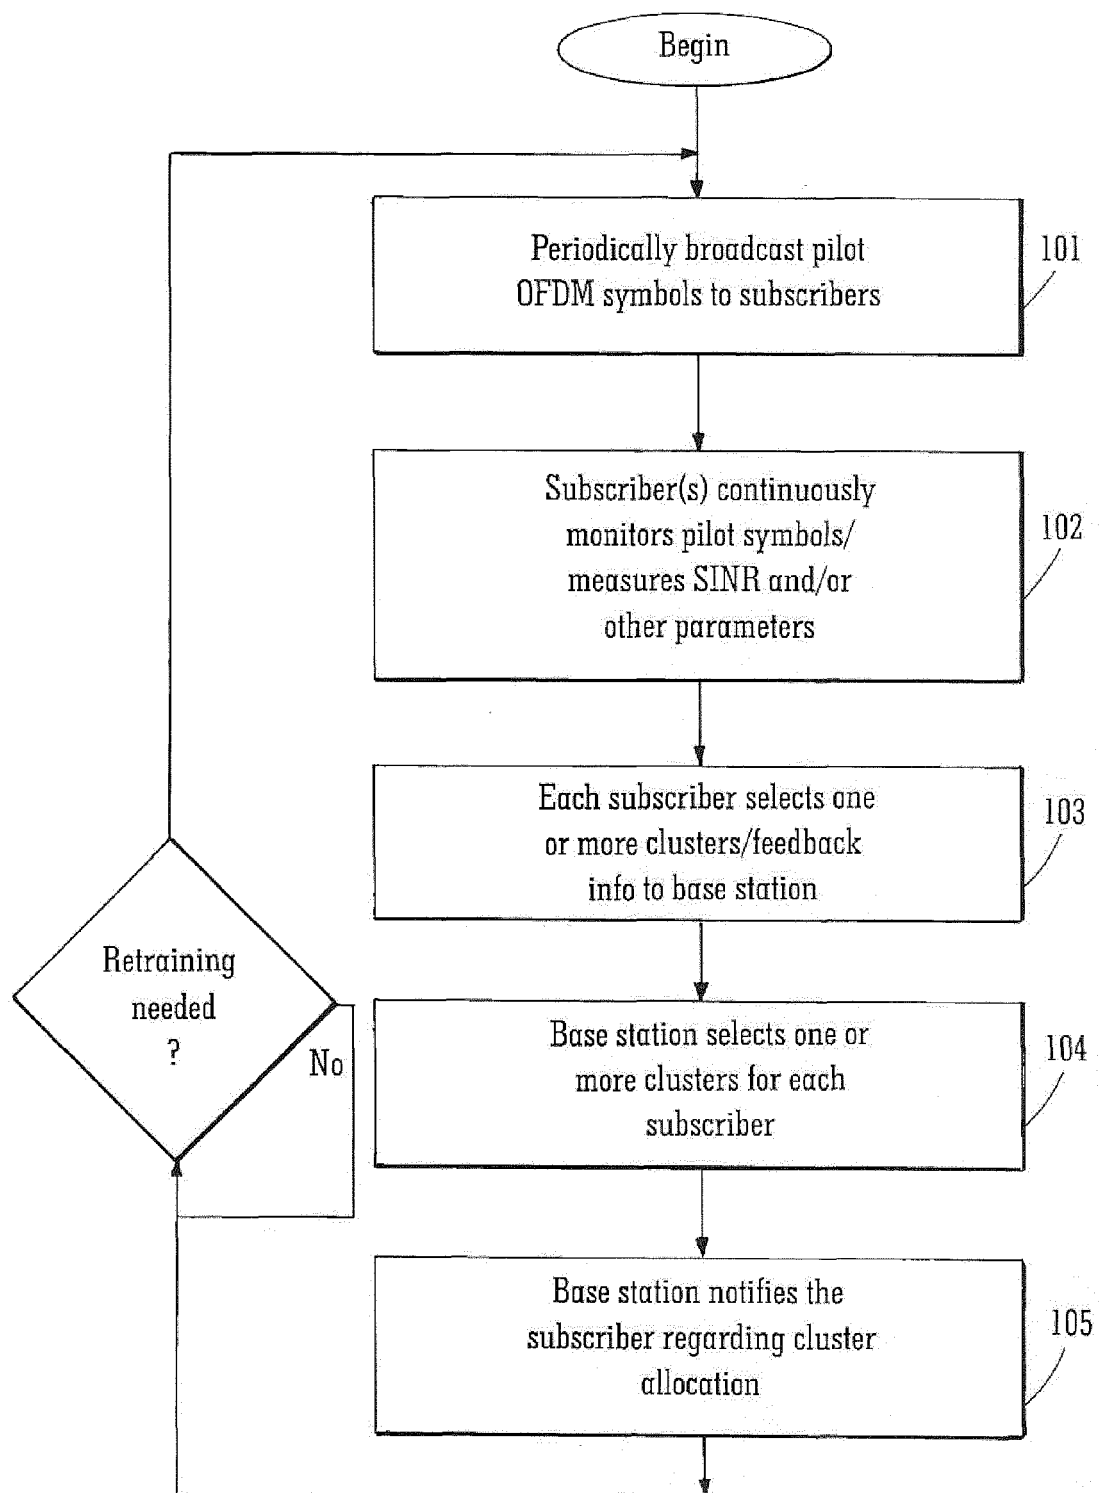 Begin
Periodically broadcast pilot
OFDM symbols to subscribers
101
Subscriber(s) continuously
monitors pilot symbols/
measures SINR and/or
other parameters
102
Each subscriber selects one
or more clusters/feedback
info to base station
103
Retraining
needed
?
No
Base station selects one or
more clusters for each
subscriber
104
Base station notifies the
subscriber regarding cluster
allocation
105